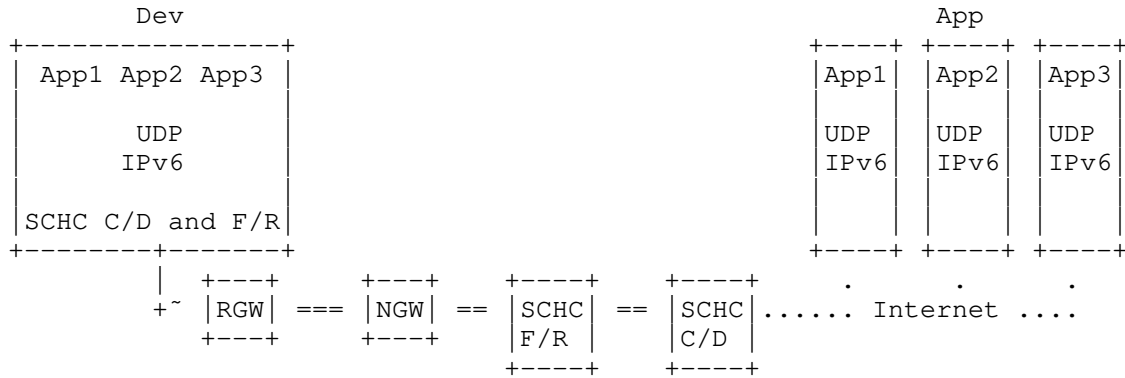 Dev App
App1 App2 App3 App1 App2 App3
UDP UDP UDP UDP
IPv6 IPv6 IPv6 IPv6
SCHC C/D and F/R
+~ RGW === NGW == SCHC == SCHC ...... Internet ....
F/R C/D